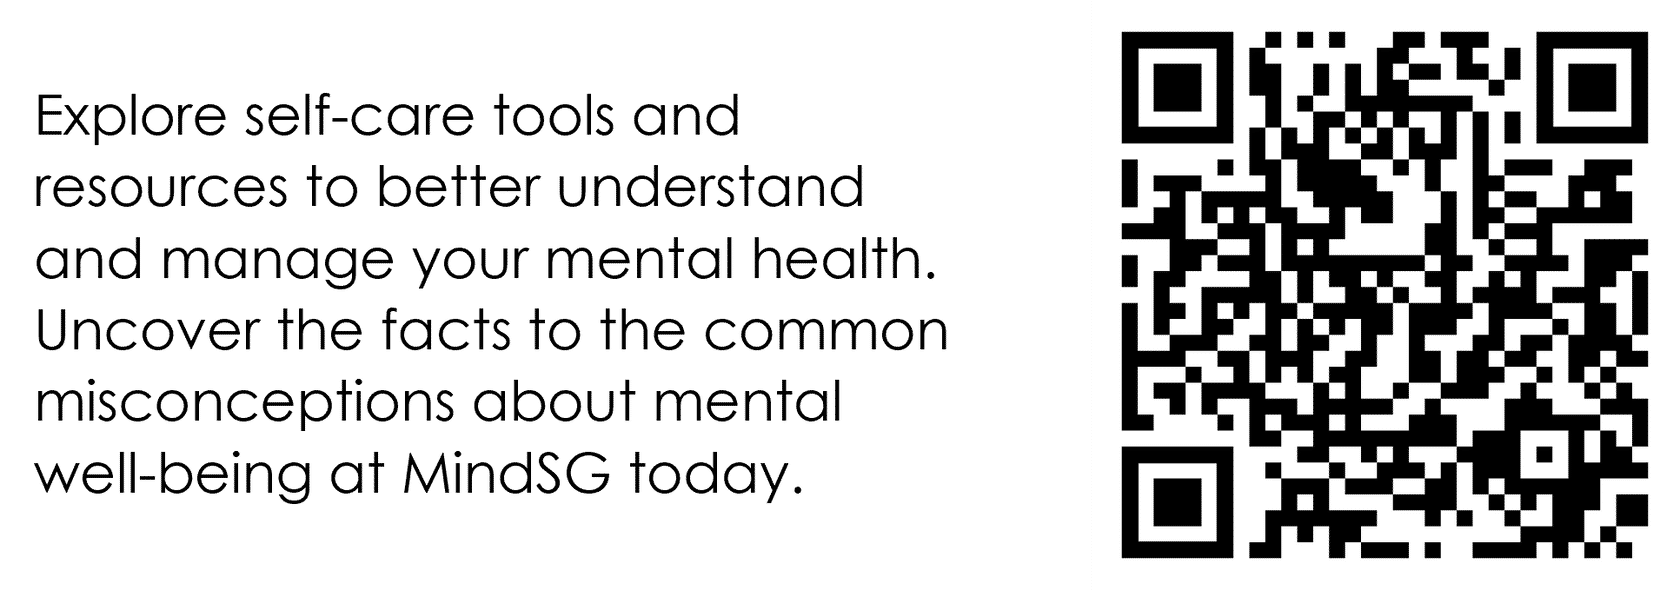 Explore self-care tools and
resources to better understand
and manage your mental health.
Uncover the facts to the common
misconceptions about mental
well-being at MindSG today.